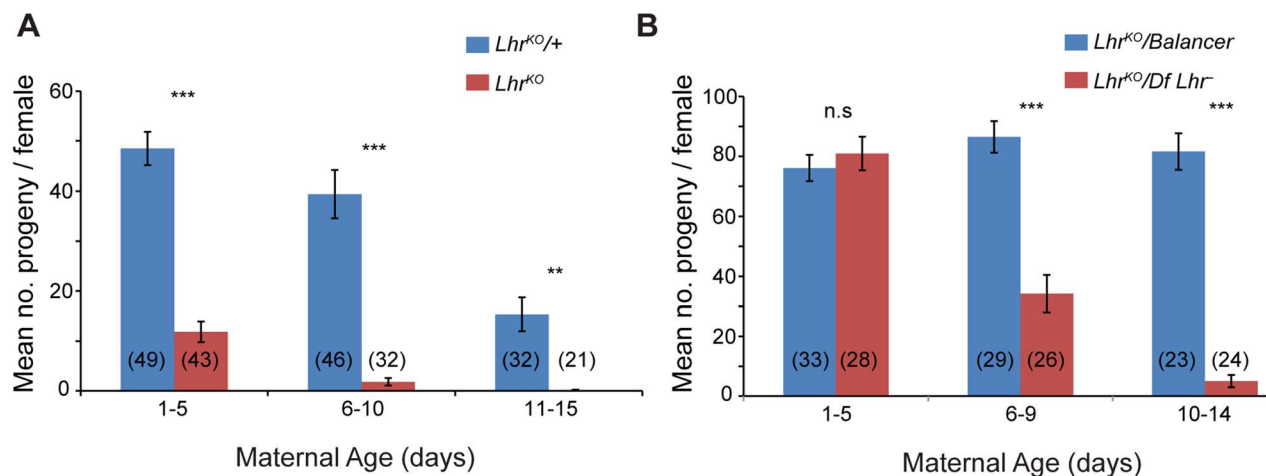 A
Lhr^KO/+
Lhr^KO
Mean no. progeny / female
60
40
20
0
***
***
**
(49) (43) (46) (32) (32) (21)
1-5 6-10 11-15
Maternal Age (days)
B
Lhr^KO/Balancer
Lhr^KO/Df Lhr^–
Mean no. progeny / female
100
80
60
40
20
0
n.s
***
***
(33) (28) (29) (26) (23) (24)
1-5 6-9 10-14
Maternal Age (days)